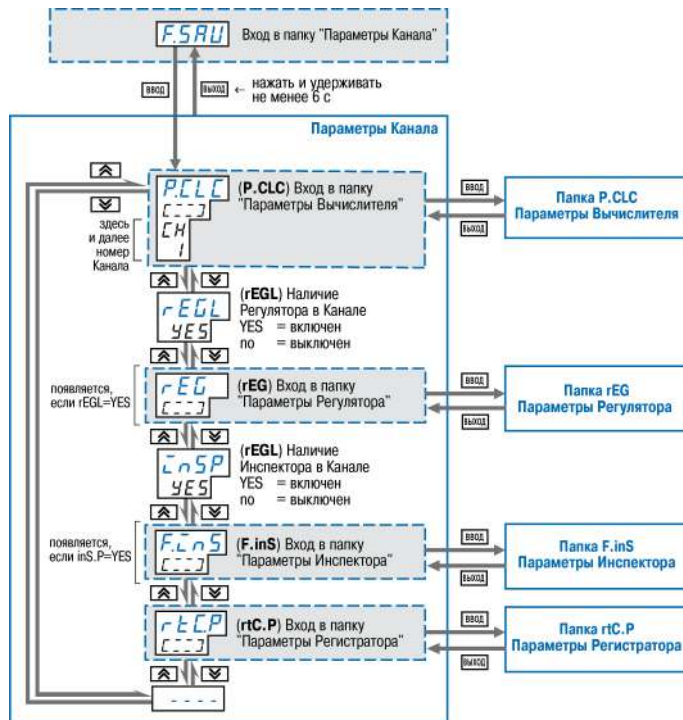 F.SAU
Вход в папку "Параметры Канала"
ВВОД
ВЫХОД
← нажать и удерживать
не менее 6 с
Параметры Канала
P.CLC
[---]
CH
1
(P.CLC) Вход в папку
"Параметры Вычислителя"
ВВОД
ВЫХОД
Папка P.CLC
Параметры Вычислителя
здесь
и далее
номер
Канала
rEGL
YES
(rEGL) Наличие
Регулятора в Канале
YES = включен
no = выключен
появляется,
если rEGL=YES
rEG
[---]
(rEG) Вход в папку
"Параметры Регулятора"
ВВОД
ВЫХОД
Папка rEG
Параметры Регулятора
inSP
YES
(rEGL) Наличие
Инспектора в Канале
YES = включен
no = выключен
появляется,
если inS.P=YES
F.inS
[---]
(F.inS) Вход в папку
"Параметры Инспектора"
ВВОД
ВЫХОД
Папка F.inS
Параметры Инспектора
rtC.P
[---]
(rtC.P) Вход в папку
"Параметры Регистратора"
ВВОД
ВЫХОД
Папка rtC.P
Параметры Регистратора
----